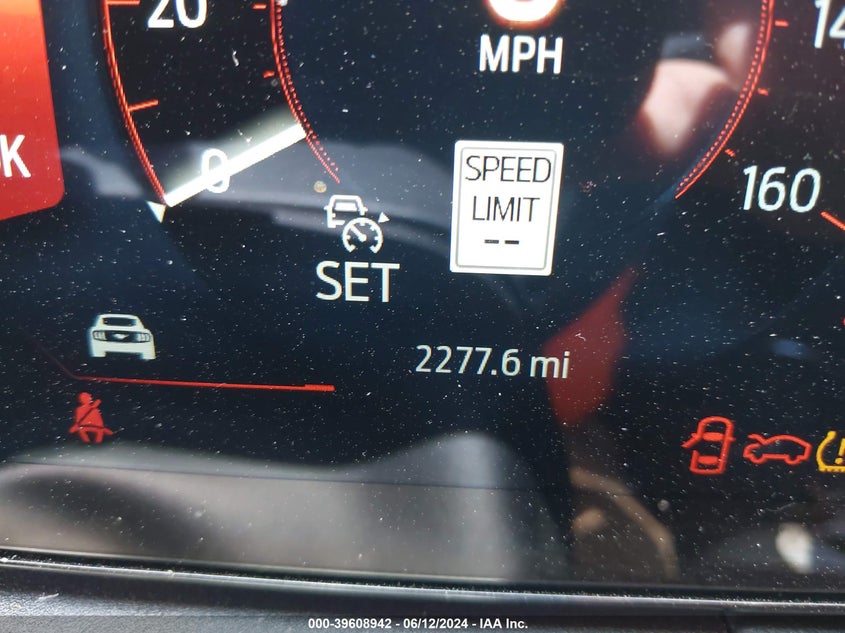 20
MPH
0
160
SPEED
LIMIT
--
SET
2277.6 mi
000-39608942 - 06/12/2024 - IAA Inc.